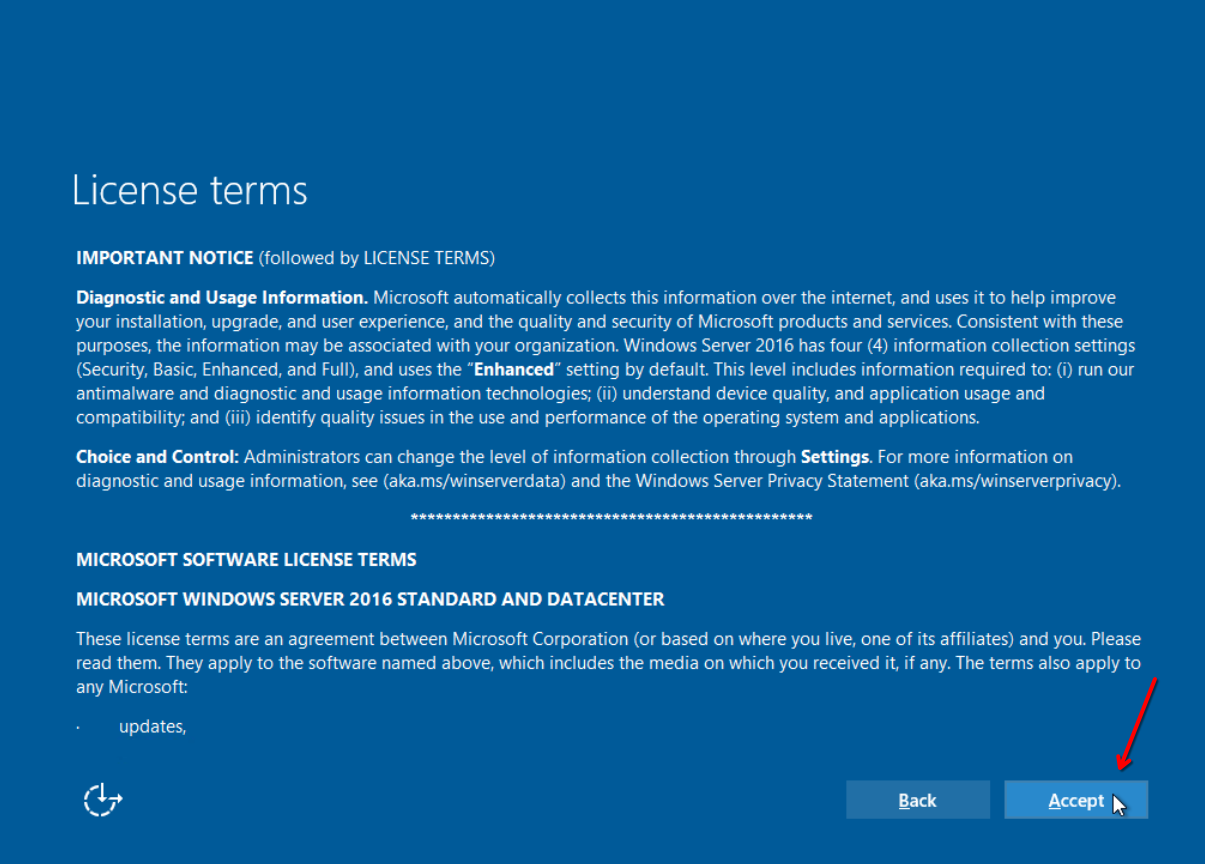 License terms
IMPORTANT NOTICE (followed by LICENSE TERMS)
Diagnostic and Usage Information. Microsoft automatically collects this information over the internet, and uses it to help improve
your installation, upgrade, and user experience, and the quality and security of Microsoft products and services. Consistent with these
purposes, the information may be associated with your organization. Windows Server 2016 has four (4) information collection settings
(Security, Basic, Enhanced, and Full), and uses the “Enhanced” setting by default. This level includes information required to: (i) run our
antimalware and diagnostic and usage information technologies; (ii) understand device quality, and application usage and
compatibility; and (iii) identify quality issues in the use and performance of the operating system and applications.
Choice and Control: Administrators can change the level of information collection through Settings. For more information on
diagnostic and usage information, see (aka.ms/winserverdata) and the Windows Server Privacy Statement (aka.ms/winserverprivacy).
************************************************
MICROSOFT SOFTWARE LICENSE TERMS
MICROSOFT WINDOWS SERVER 2016 STANDARD AND DATACENTER
These license terms are an agreement between Microsoft Corporation (or based on where you live, one of its affiliates) and you. Please
read them. They apply to the software named above, which includes the media on which you received it, if any. The terms also apply to
any Microsoft:
· updates,
Back Accept